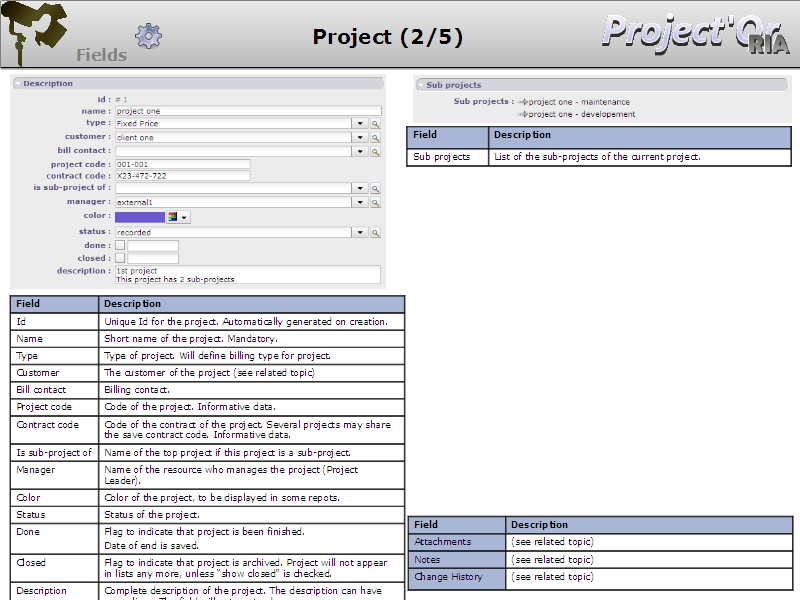 Fields
Project (2/5)
Project'Or
RIA
Description
id : # 1
name : project one
type : Fixed Price
customer : client one
bill contact :
project code : 001-001
contract code : X23-472-722
is sub-project of :
manager : external1
color :
status : recorded
done :
closed :
description : 1st project
This project has 2 sub-projects
Field Description
Id Unique Id for the project. Automatically generated on creation.
Name Short name of the project. Mandatory.
Type Type of project. Will define billing type for project.
Customer The customer of the project (see related topic)
Bill contact Billing contact.
Project code Code of the project. Informative data.
Contract code Code of the contract of the project. Several projects may share
the save contract code. Informative data.
Is sub-project of Name of the top project if this project is a sub-project.
Manager Name of the resource who manages the project (Project
Leader).
Color Color of the project, to be displayed in some repots.
Status Status of the project.
Done Flag to indicate that project is been finished.
Date of end is saved.
Closed Flag to indicate that project is archived. Project will not appear
in lists any more, unless "show closed" is checked.
Description Complete description of the project. The description can have
Sub projects
Sub projects : project one - maintenance
project one - developement
Field Description
Sub projects List of the sub-projects of the current project.
Field Description
Attachments (see related topic)
Notes (see related topic)
Change History (see related topic)